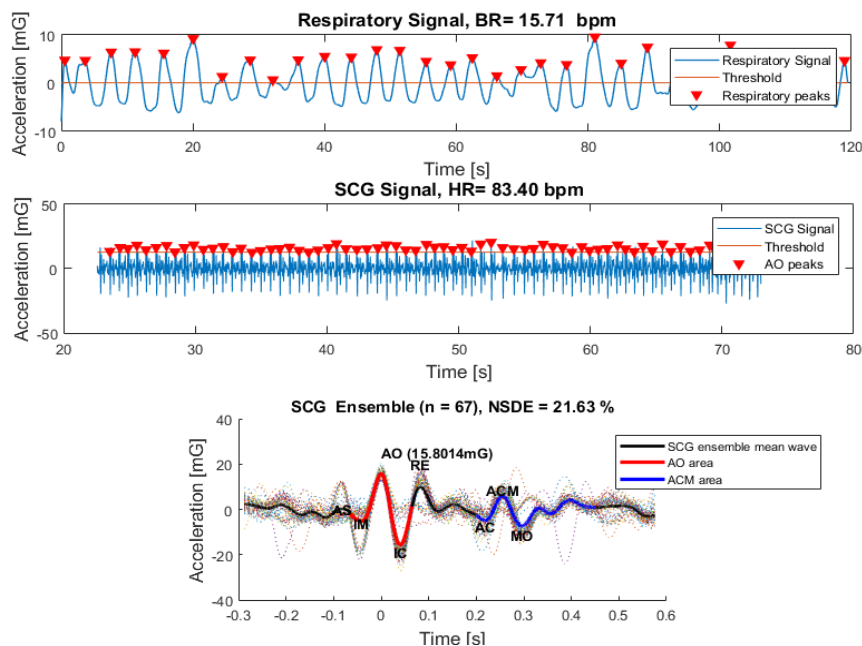 Respiratory Signal, BR= 15.71 bpm
Acceleration [mG]
10
0
-10
0
20
40
60
80
100
120
Time [s]
Respiratory Signal
Threshold
Respiratory peaks
SCG Signal, HR= 83.40 bpm
Acceleration [mG]
50
0
-50
20
30
40
50
60
70
80
Time [s]
SCG Signal
Threshold
AO peaks
SCG Ensemble (n = 67), NSDE = 21.63 %
Acceleration [mG]
40
20
0
-20
-40
AO (15.8014mG)
RE
AS
IM
IC
ACM
AC
MO
-0.3
-0.2
-0.1
0
0.1
0.2
0.3
0.4
0.5
0.6
Time [s]
SCG ensemble mean wave
AO area
ACM area